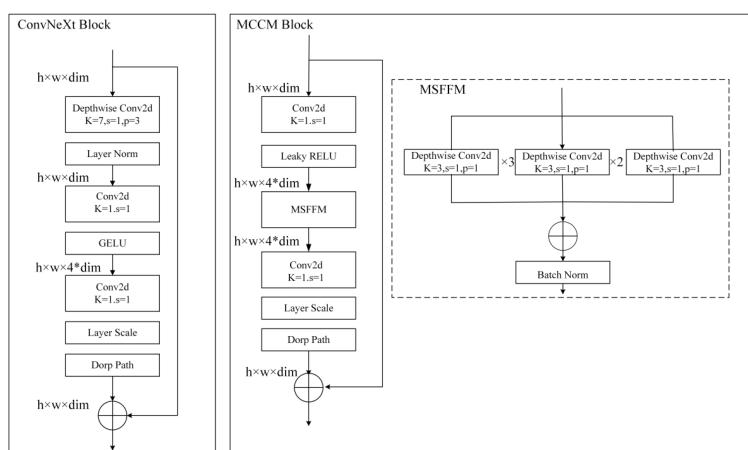 ConvNeXt Block
h×w×dim
Depthwise Conv2d
K=7,s=1,p=3
Layer Norm
h×w×dim
Conv2d
K=1.s=1
GELU
h×w×4*dim
Conv2d
K=1.s=1
Layer Scale
Dorp Path
h×w×dim
MCCM Block
h×w×dim
Conv2d
K=1.s=1
Leaky RELU
h×w×4*dim
MSFFM
h×w×4*dim
Conv2d
K=1.s=1
Layer Scale
Dorp Path
h×w×dim
MSFFM
Depthwise Conv2d
K=3,s=1,p=1
×3
Depthwise Conv2d
K=3,s=1,p=1
×2
Depthwise Conv2d
K=3,s=1,p=1
Batch Norm